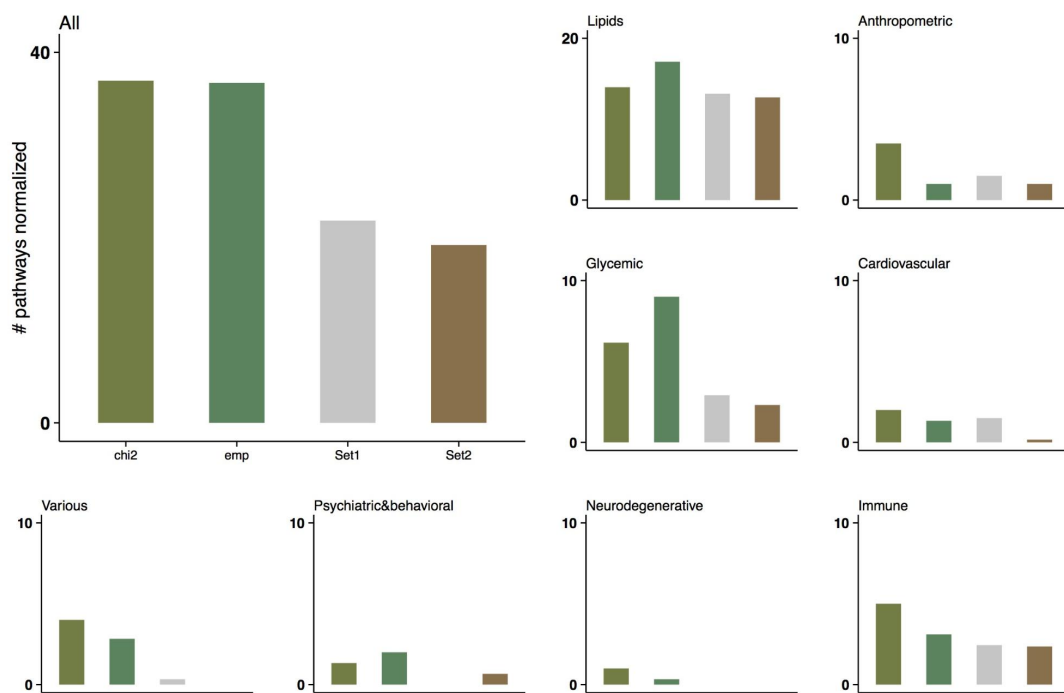 All
40
# pathways normalized
0
chi2 emp Set1 Set2
Lipids
20
0
Anthropometric
10
0
Glycemic
10
0
Cardiovascular
10
0
Various
10
0
Psychiatric&behavioral
10
0
Neurodegenerative
10
0
Immune
10
0